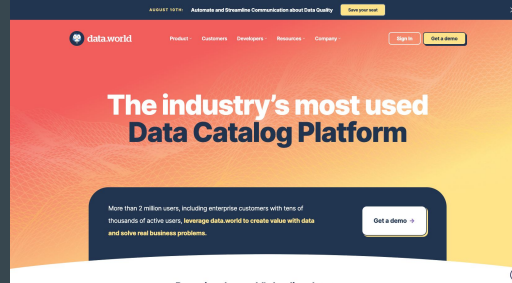 AUGUST 10TH: Automate and Streamline Communication about Data Quality Save your seat
data.world Product Customers Developers Resources Company Sign In Get a demo
The industry's most used
Data Catalog Platform
More than 2 million users, including enterprise customers with tens of
thousands of active users, leverage data.world to create value with data
and solve real business problems.
Get a demo →